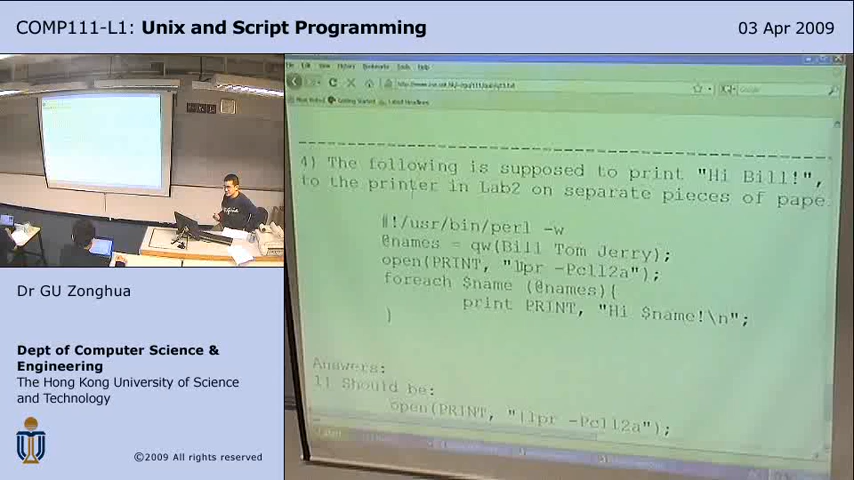 COMP111-L1: Unix and Script Programming
03 Apr 2009
4) The following is supposed to print "Hi Bill!",
to the printer in Lab2 on separate pieces of pape
#!/usr/bin/perl -w
@names = qw(Bill Tom Jerry);
open(PRINT, "lpr -Pcll2a");
foreach $name (@names){
print PRINT, "Hi $name!\n";
}
Answers:
1) Should be:
open(PRINT, "|lpr -Pcll2a");
Dr GU Zonghua
Dept of Computer Science &
Engineering
The Hong Kong University of Science
and Technology
©2009 All rights reserved